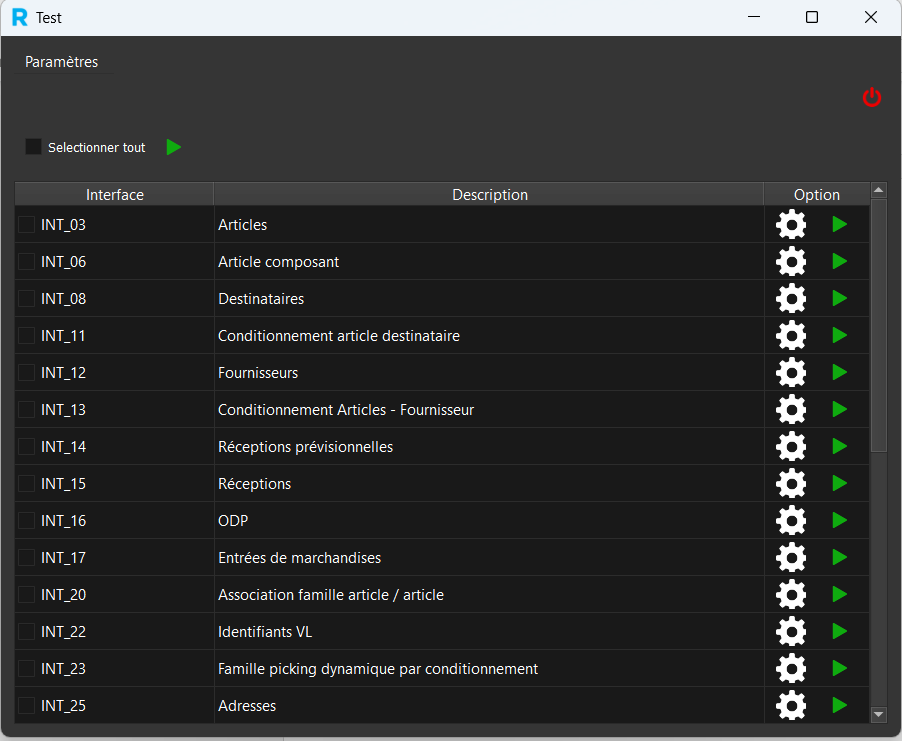 R Test
Paramètres
Selectionner tout
Interface Description Option
INT_03 Articles
INT_06 Article composant
INT_08 Destinataires
INT_11 Conditionnement article destinataire
INT_12 Fournisseurs
INT_13 Conditionnement Articles - Fournisseur
INT_14 Réceptions prévisionnelles
INT_15 Réceptions
INT_16 ODP
INT_17 Entrées de marchandises
INT_20 Association famille article / article
INT_22 Identifiants VL
INT_23 Famille picking dynamique par conditionnement
INT_25 Adresses